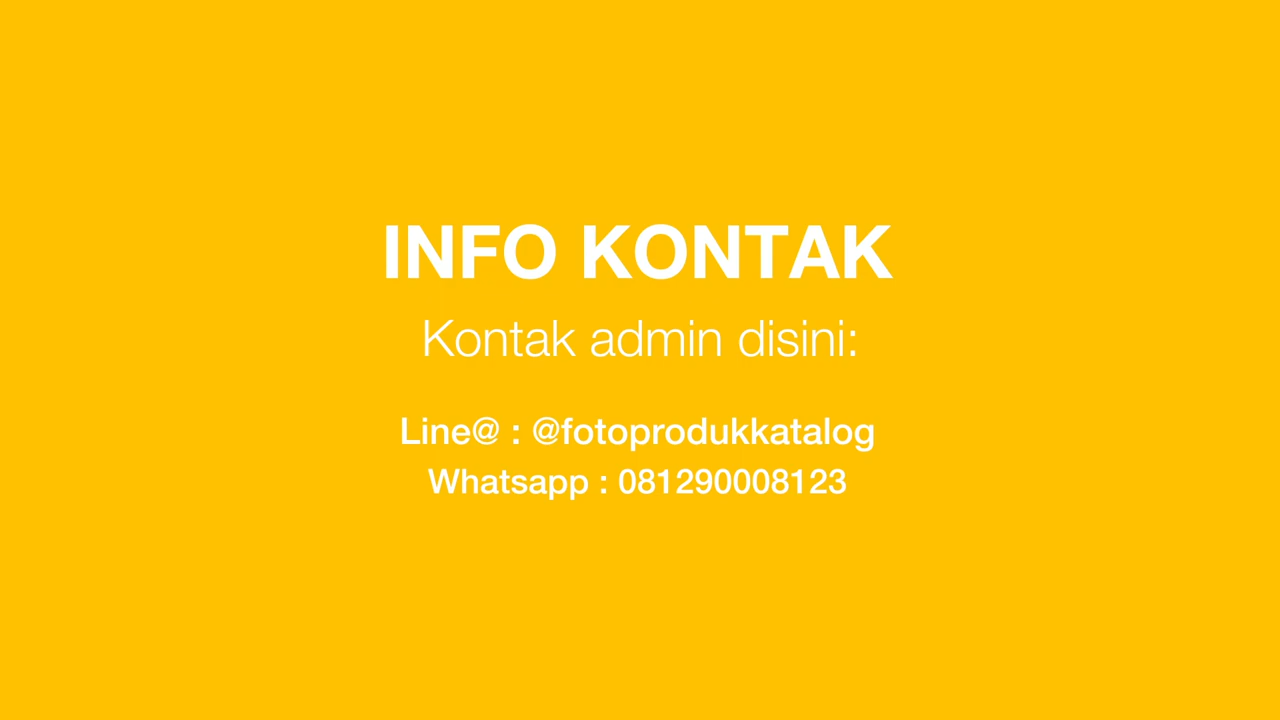 INFO KONTAK
Kontak admin disini:
Line@ : @fotoprodukkatalog
Whatsapp : 081290008123